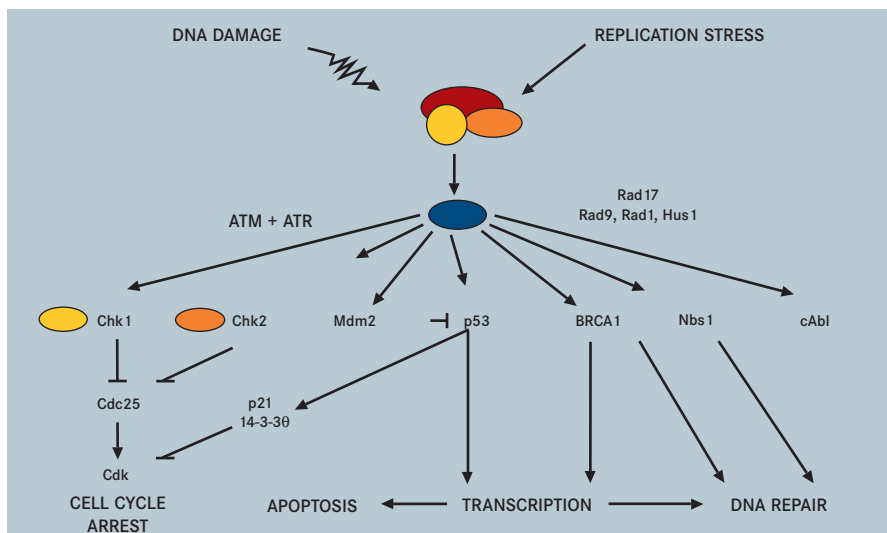 DNA DAMAGE
REPLICATION STRESS
Rad17
Rad9, Rad1, Hus1
ATM + ATR
Chk1
Chk2
Mdm2
p53
BRCA1
Nbs1
cAbl
Cdc25
p21
14-3-3θ
Cdk
CELL CYCLE
ARREST
APOPTOSIS
TRANSCRIPTION
DNA REPAIR